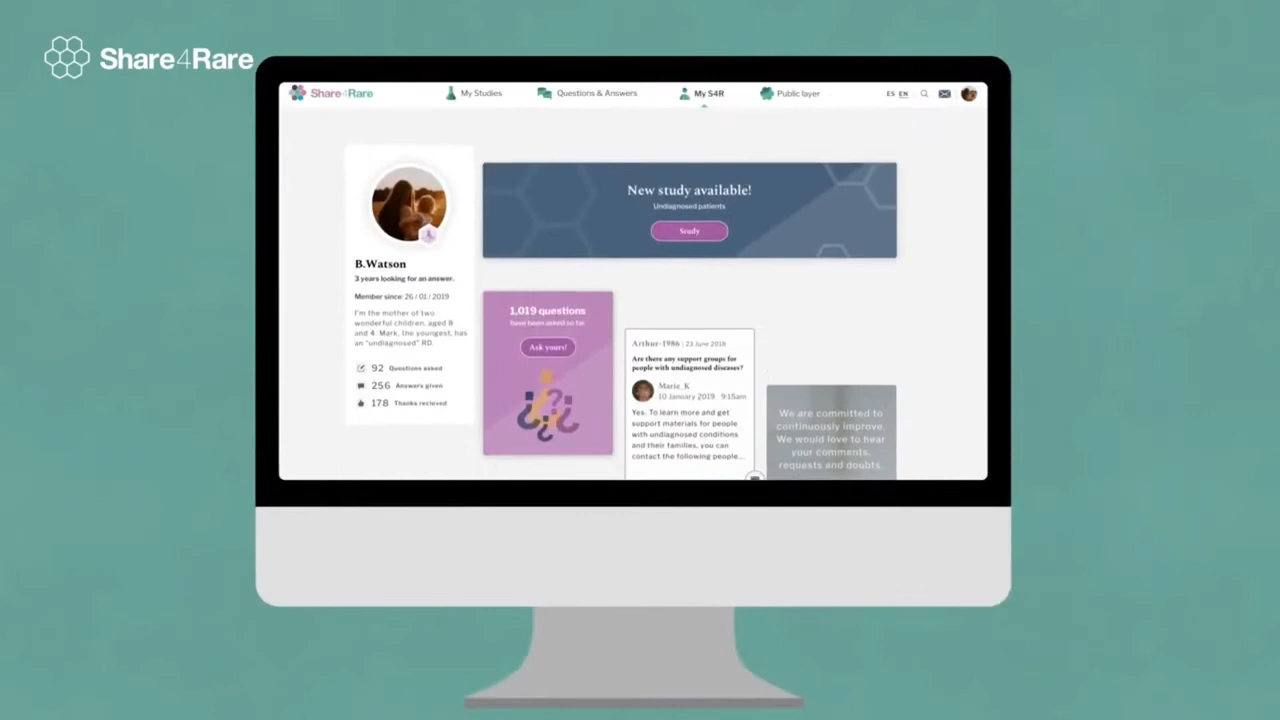 Share4Rare
Share4Rare
My Studies
Questions & Answers
My S4R
Public layer
ES EN
B.Watson
3 years looking for an answer.
Member since: 26 / 01 / 2019
I'm the mother of two
wonderful children, aged 9
and 4. Mark, the youngest, has
an "undiagnosed" RD.
92 Questions asked
256 Answers given
178 Thanks recieved
New study available!
Undiagnosed patients
Study
1,019 questions
have been asked so far.
Ask yours!
Arthur-1986 | 23 June 2019
Are there any support groups for
people with undiagnosed diseases?
Marie_K
10 January 2019 9:15am
Yes. To learn more and get
support materials for people
with undiagnosed conditions
and their families, you can
contact the following people...
We are committed to
continuously improve.
We would love to hear
your comments,
requests and doubts.